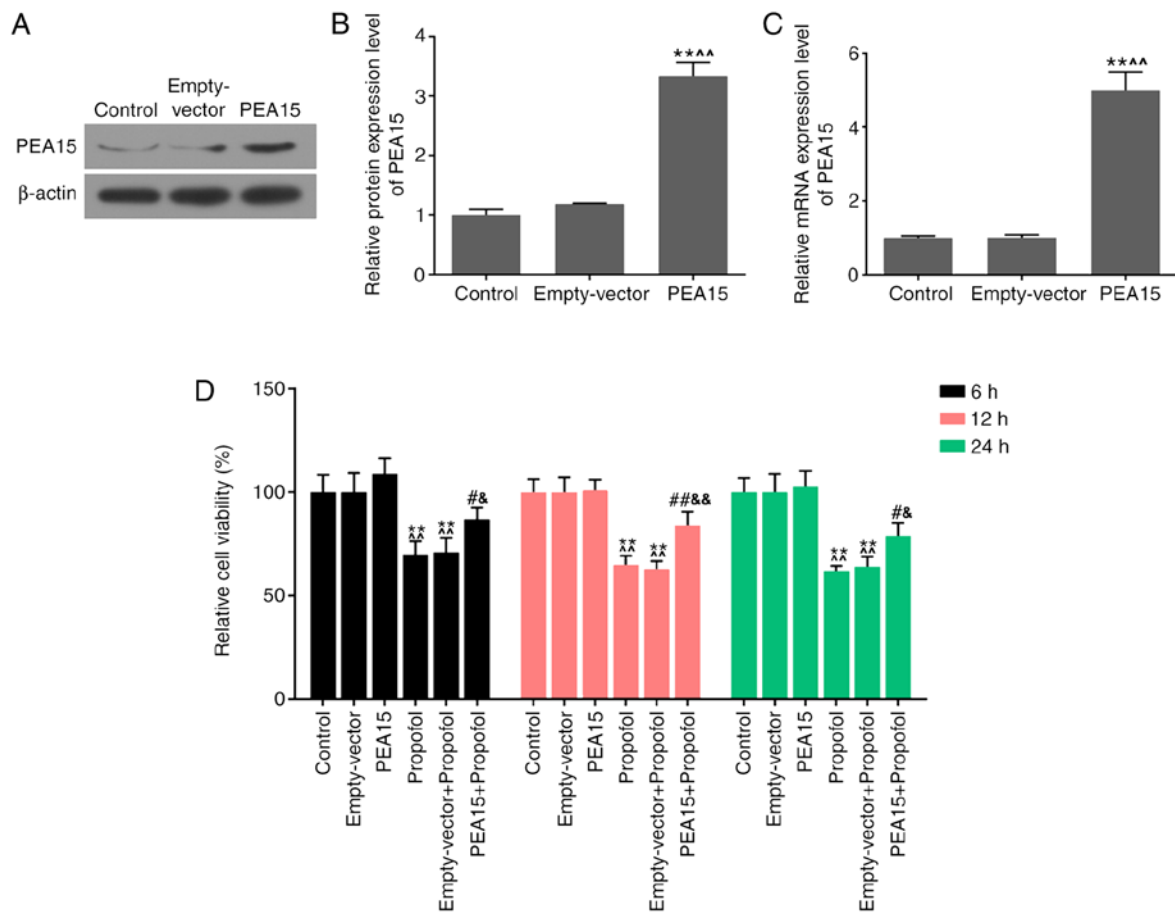 A
Control
Empty-
vector
PEA15
PEA15
β-actin
B
Relative protein expression level
of PEA15
4
3
2
1
0
**^^
Control
Empty-vector
PEA15
C
Relative mRNA expression level
of PEA15
6
4
2
0
**^^
Control
Empty-vector
PEA15
D
Relative cell viability (%)
150
100
50
0
**
^^
**
^^
#&
**
^^
**
^^
##&&
**
^^
**
^^
#&
6 h
12 h
24 h
Control
Empty-vector
PEA15
Propofol
Empty-vector+Propofol
PEA15+Propofol
Control
Empty-vector
PEA15
Propofol
Empty-vector+Propofol
PEA15+Propofol
Control
Empty-vector
PEA15
Propofol
Empty-vector+Propofol
PEA15+Propofol